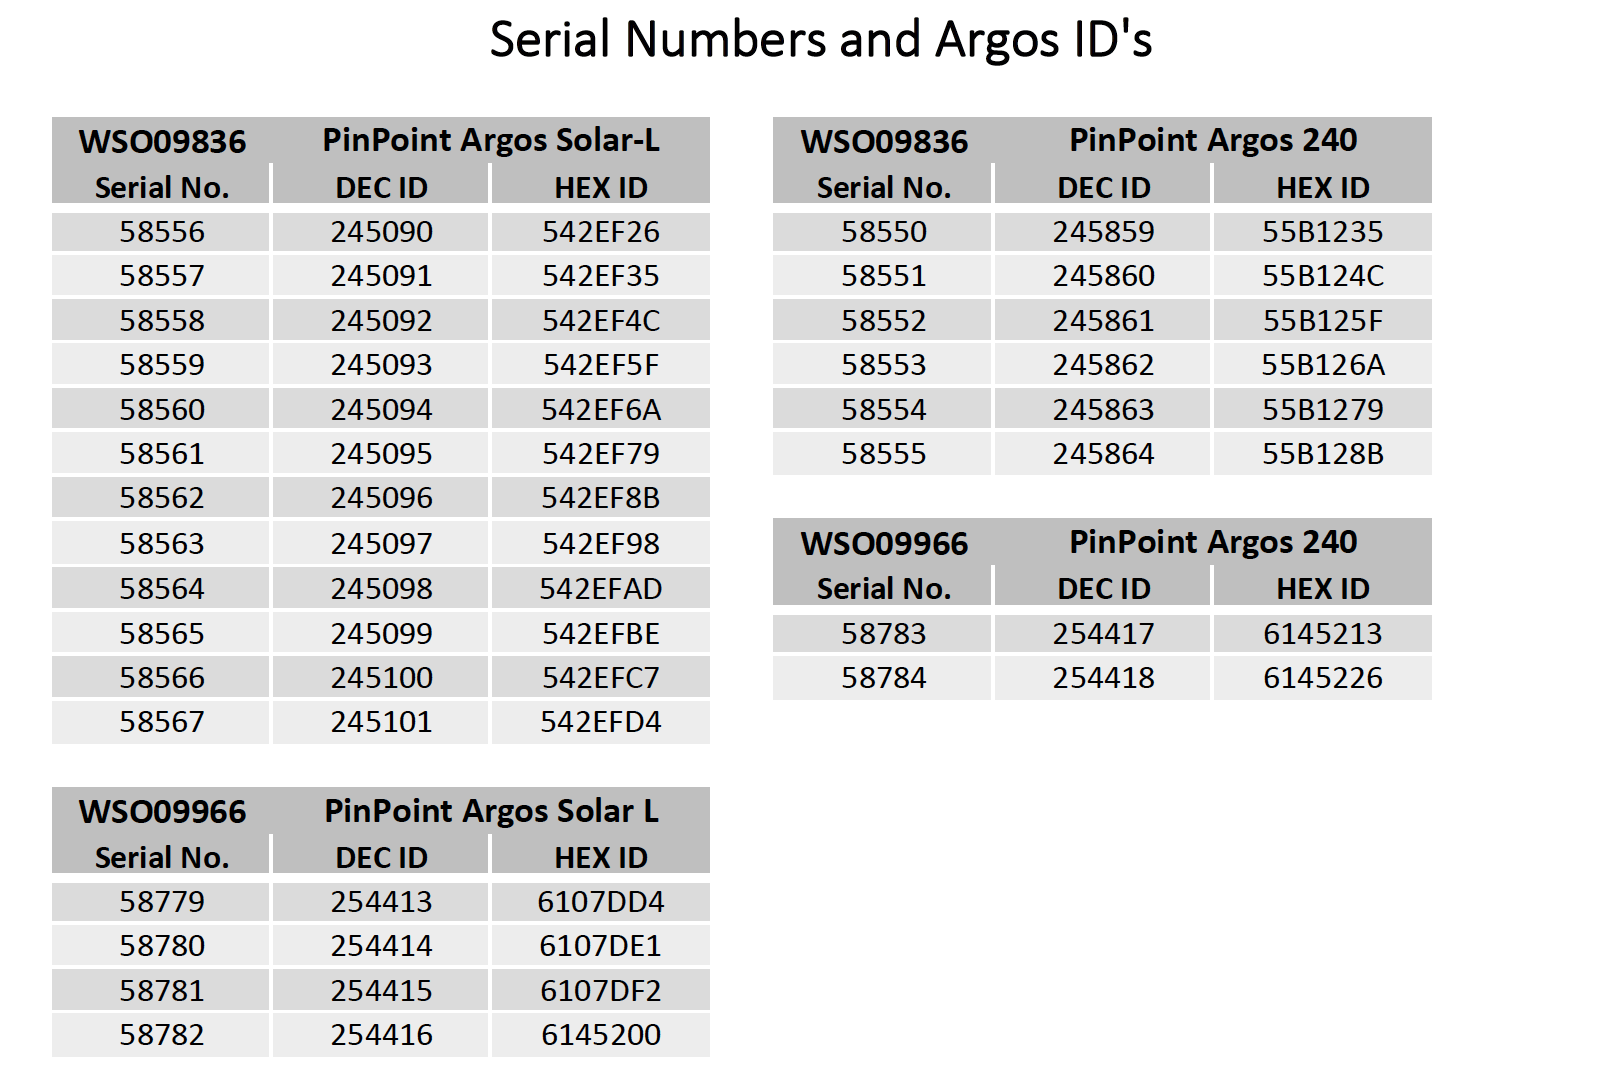 Serial Numbers and Argos ID's
WSO09836 PinPoint Argos Solar-L
Serial No. DEC ID HEX ID
58556 245090 542EF26
58557 245091 542EF35
58558 245092 542EF4C
58559 245093 542EF5F
58560 245094 542EF6A
58561 245095 542EF79
58562 245096 542EF8B
58563 245097 542EF98
58564 245098 542EFAD
58565 245099 542EFBE
58566 245100 542EFC7
58567 245101 542EFD4
WSO09966 PinPoint Argos Solar L
Serial No. DEC ID HEX ID
58779 254413 6107DD4
58780 254414 6107DE1
58781 254415 6107DF2
58782 254416 6145200
WSO09836 PinPoint Argos 240
Serial No. DEC ID HEX ID
58550 245859 55B1235
58551 245860 55B124C
58552 245861 55B125F
58553 245862 55B126A
58554 245863 55B1279
58555 245864 55B128B
WSO09966 PinPoint Argos 240
Serial No. DEC ID HEX ID
58783 254417 6145213
58784 254418 6145226